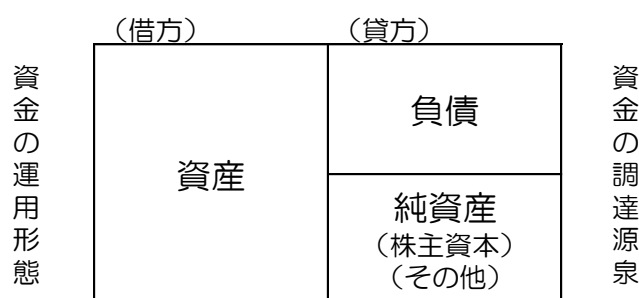 （借方）
（貸方）
資金の運用形態
資産
負債
純資産
（株主資本）
（その他）
資金の調達源泉